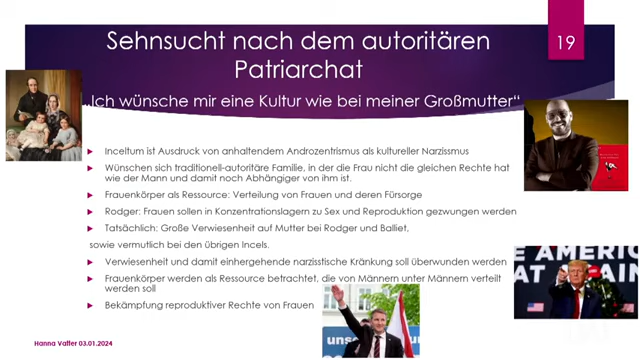 19
Sehnsucht nach dem autoritären
Patriarchat
„Ich wünsche mir eine Kultur wie bei meiner Großmutter“
Inceltum ist Ausdruck von anhaltendem Androzentrismus als kultureller Narzissmus
Wünschen sich traditionell-autoritäre Familie, in der die Frau nicht die gleichen Rechte hat
wie der Mann und damit noch Abhängiger von ihm ist.
Frauenkörper als Ressource: Verteilung von Frauen und deren Fürsorge
Rodger: Frauen sollen in Konzentrationslagern zu Sex und Reproduktion gezwungen werden
Tatsächlich: Große Verwiesenheit auf Mutter bei Rodger und Balliet,
sowie vermutlich bei den übrigen Incels.
Verwiesenheit und damit einhergehende narzisstische Kränkung soll überwunden werden
Frauenkörper werden als Ressource betrachtet, die von Männern unter Männern verteilt
werden soll
Bekämpfung reproduktiver Rechte von Frauen
Hanna Vatter 03.01.2024